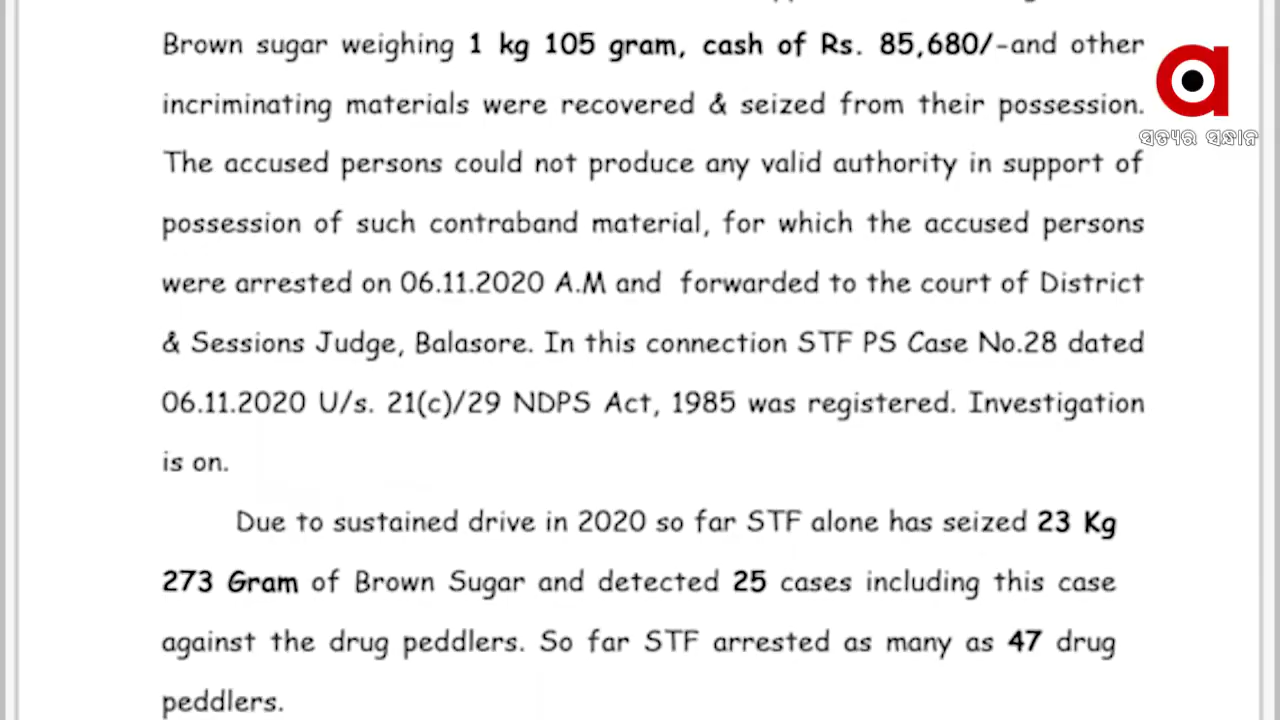 Brown sugar weighing 1 kg 105 gram, cash of Rs. 85,680/-and other
incriminating materials were recovered & seized from their possession.
ସତ୍ୟର ସନ୍ଧାନ
The accused persons could not produce any valid authority in support of
possession of such contraband material, for which the accused persons
were arrested on 06.11.2020 A.M and forwarded to the court of District
& Sessions Judge, Balasore. In this connection STF PS Case No.28 dated
06.11.2020 U/s. 21(c)/29 NDPS Act, 1985 was registered. Investigation
is on.
Due to sustained drive in 2020 so far STF alone has seized 23 Kg
273 Gram of Brown Sugar and detected 25 cases including this case
against the drug peddlers. So far STF arrested as many as 47 drug
peddlers.